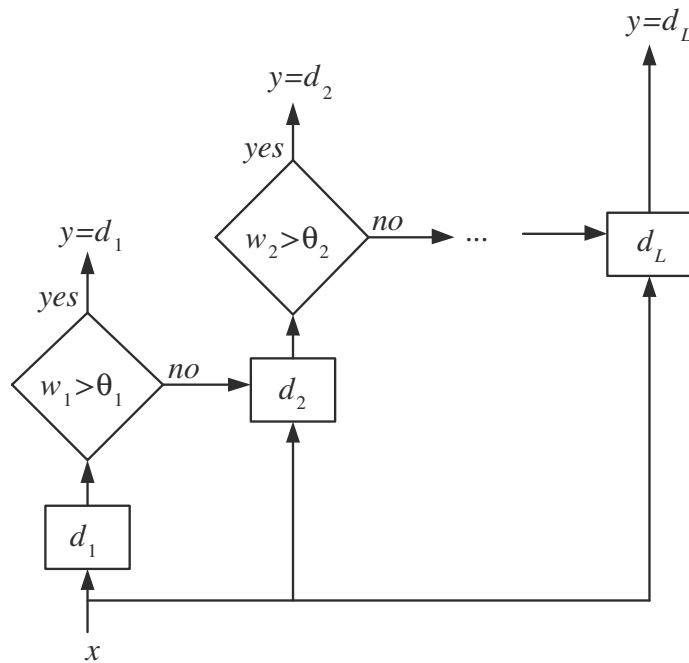 y=d_L
y=d_2
yes
w_2>θ_2
no
...
d_L
y=d_1
yes
w_1>θ_1
no
d_2
d_1
x